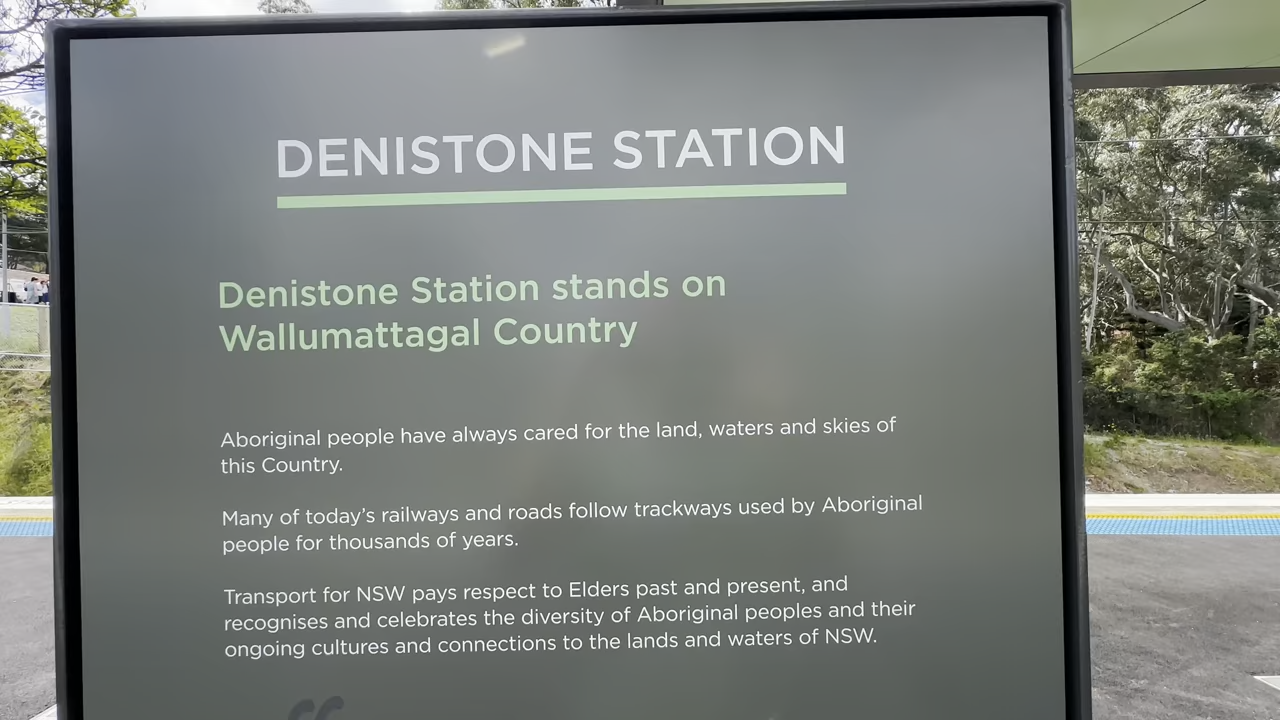 DENISTONE STATION
Denistone Station stands on
Wallumattagal Country
Aboriginal people have always cared for the land, waters and skies of
this Country.
Many of today's railways and roads follow trackways used by Aboriginal
people for thousands of years.
Transport for NSW pays respect to Elders past and present, and
recognises and celebrates the diversity of Aboriginal peoples and their
ongoing cultures and connections to the lands and waters of NSW.
“